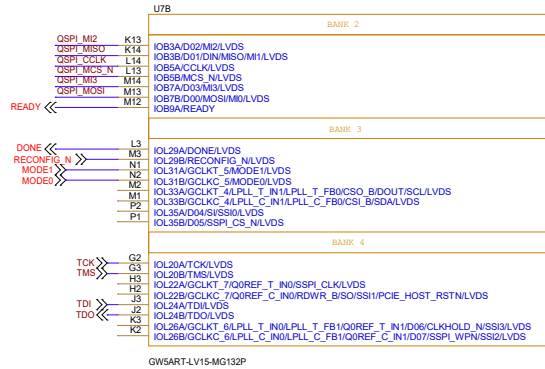 U7B
BANK 2
QSPI_MI2 K13 IOB3A/D02/MI2/LVDS
QSPI_MISO K14 IOB3B/D01/DIN/MISO/MI1/LVDS
QSPI_CCLK L14 IOB5A/CCLK/LVDS
QSPI_MCS_N L13 IOB5B/MCS_N/LVDS
QSPI_MI3 M14 IOB7A/D03/MI3/LVDS
QSPI_MOSI M13 IOB7B/D00/MOSI/MI0/LVDS
READY M12 IOB9A/READY
BANK 3
DONE L3 IOL29A/DONE/LVDS
RECONFIG_N M3 IOL29B/RECONFIG_N/LVDS
MODE1 N1 IOL31A/GCLKT_5/MODE1/LVDS
MODE0 N2 IOL31B/GCLKC_5/MODE0/LVDS
M2 IOL33A/GCLKT_4/LPLL_T_IN1/LPLL_T_FB0/CSO_B/DOUT/SCL/LVDS
M1 IOL33B/GCLKC_4/LPLL_C_IN1/LPLL_C_FB0/CSI_B/SDA/LVDS
P2 IOL35A/D04/SI/SSI0/LVDS
P1 IOL35B/D05/SSPI_CS_N/LVDS
BANK 4
TCK G2 IOL20A/TCK/LVDS
TMS G3 IOL20B/TMS/LVDS
H3 IOL22A/GCLKT_7/Q0REF_T_IN0/SSPI_CLK/LVDS
H2 IOL22B/GCLKC_7/Q0REF_C_IN0/RDWR_B/SO/SSI1/PCIE_HOST_RSTN/LVDS
TDI J3 IOL24A/TDI/LVDS
TDO J2 IOL24B/TDO/LVDS
K3 IOL26A/GCLKT_6/LPLL_T_IN0/LPLL_T_FB1/Q0REF_T_IN1/D06/CLKHOLD_N/SSI3/LVDS
K2 IOL26B/GCLKC_6/LPLL_C_IN0/LPLL_C_FB1/Q0REF_C_IN1/D07/SSPI_WPN/SSI2/LVDS
GW5ART-LV15-MG132P